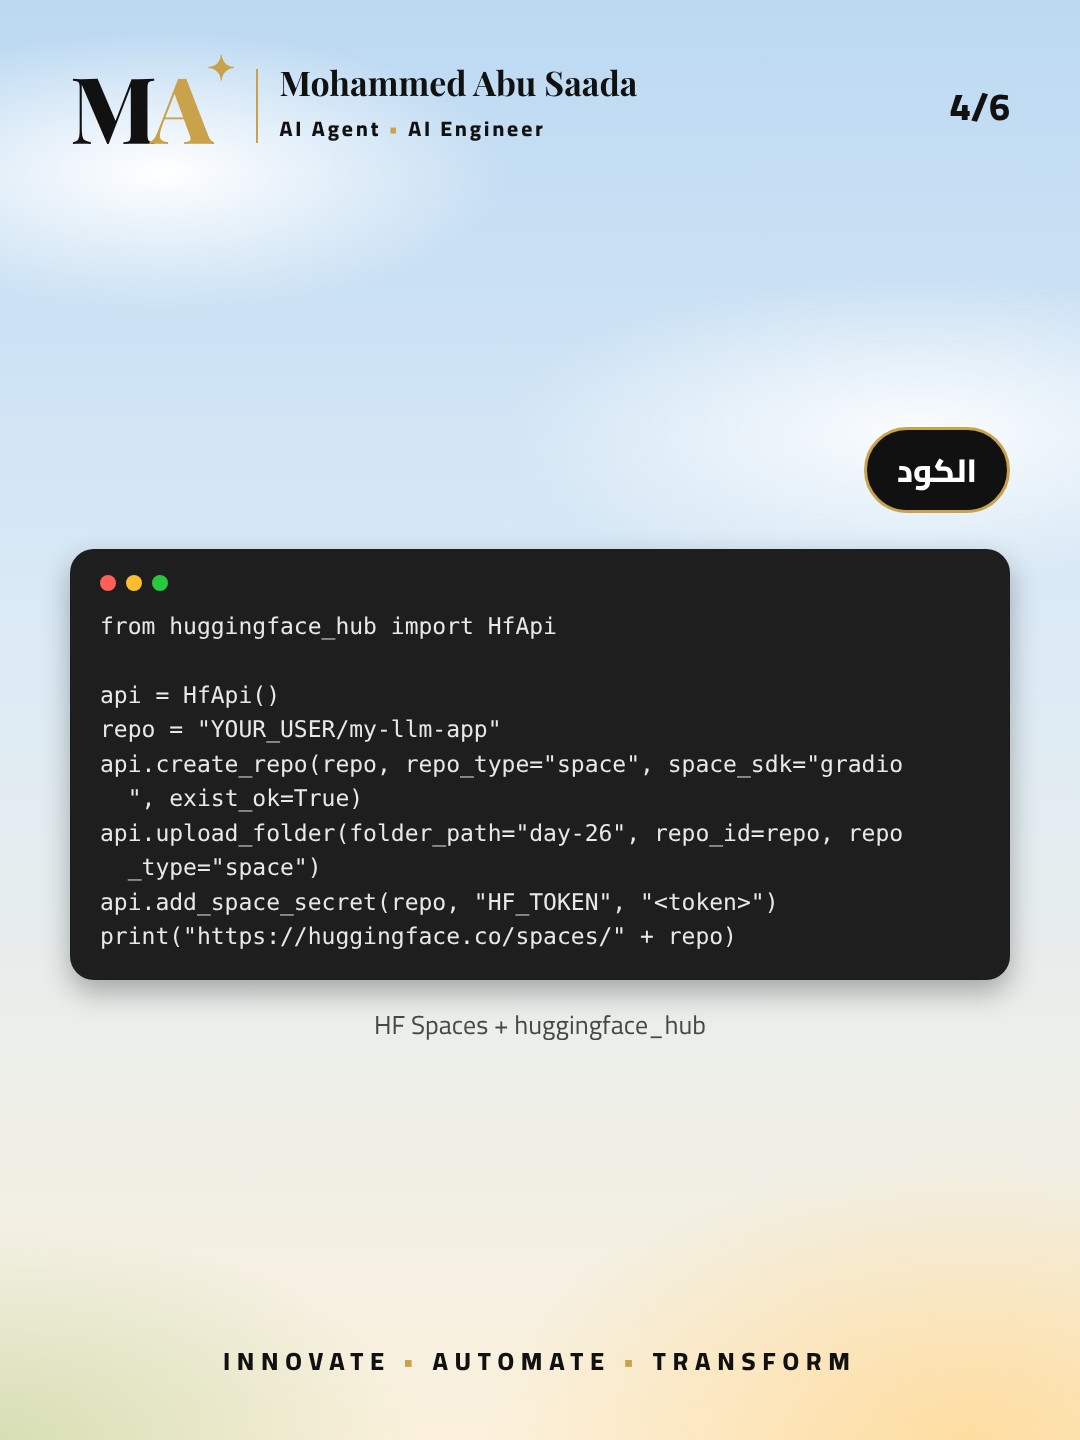 MA
Mohammed Abu Saada
AI Agent ▪ AI Engineer
4/6
الكود
from huggingface_hub import HfApi

api = HfApi()
repo = "YOUR_USER/my-llm-app"
api.create_repo(repo, repo_type="space", space_sdk="gradio
  ", exist_ok=True)
api.upload_folder(folder_path="day-26", repo_id=repo, repo
  _type="space")
api.add_space_secret(repo, "HF_TOKEN", "<token>")
print("https://huggingface.co/spaces/" + repo)
HF Spaces + huggingface_hub
INNOVATE ▪ AUTOMATE ▪ TRANSFORM